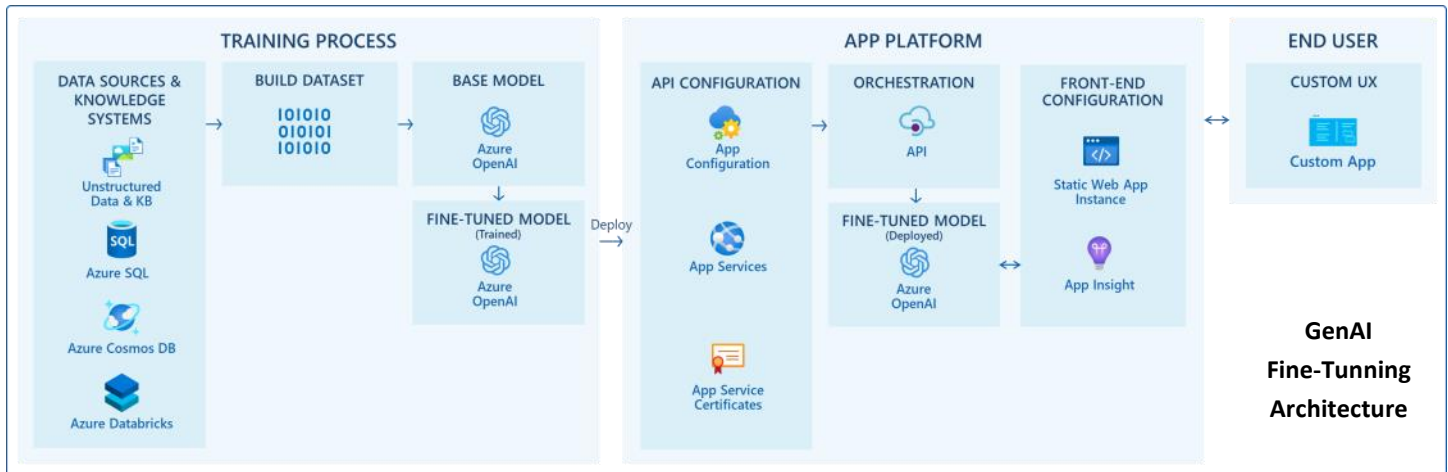 TRAINING PROCESS
DATA SOURCES &
KNOWLEDGE
SYSTEMS
Unstructured
Data & KB
SQL
Azure SQL
Azure Cosmos DB
Azure Databricks
BUILD DATASET
101010
010101
101010
BASE MODEL
Azure
OpenAI
FINE-TUNED MODEL
(Trained)
Azure
OpenAI
Deploy
APP PLATFORM
API CONFIGURATION
App
Configuration
App Services
App Service
Certificates
ORCHESTRATION
API
FINE-TUNED MODEL
(Deployed)
Azure
OpenAI
FRONT-END
CONFIGURATION
</>
Static Web App
Instance
App Insight
END USER
CUSTOM UX
Custom App
GenAI
Fine-Tunning
Architecture